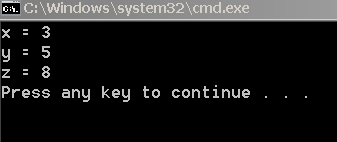 C:\Windows\system32\cmd.exe
x = 3
y = 5
z = 8
Press any key to continue . . .